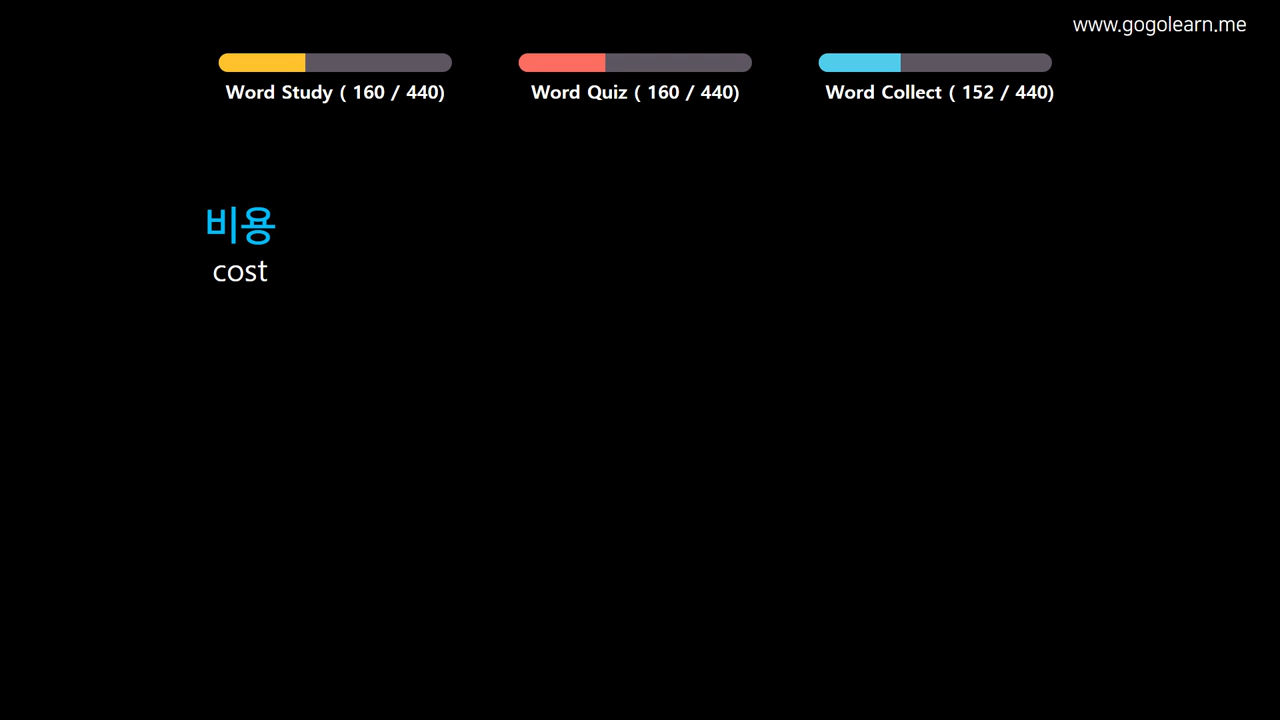 www.gogolearn.me
Word Study ( 160 / 440)
Word Quiz ( 160 / 440)
Word Collect ( 152 / 440)
비용
cost